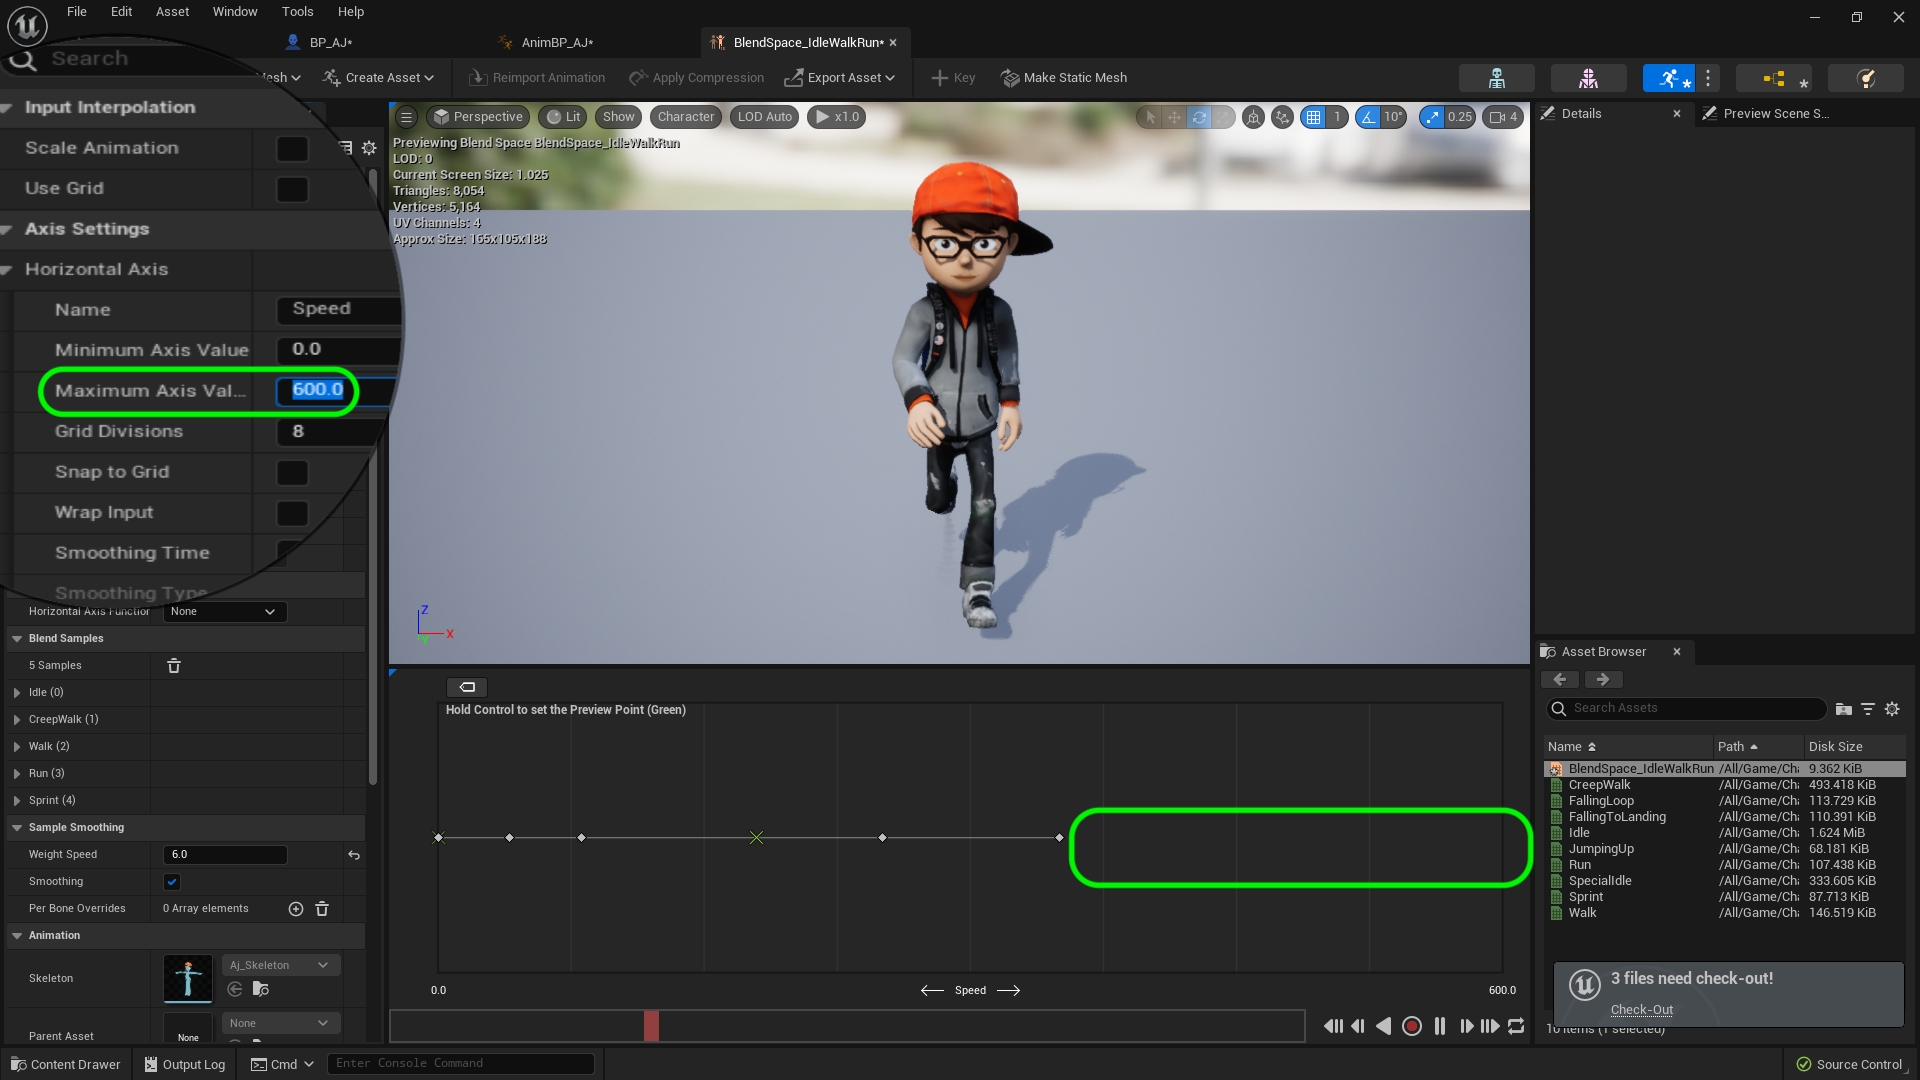 File Edit Asset Window Tools Help
BP_AJ* AnimBP_AJ* BlendSpace_IdleWalkRun*
Create Asset Reimport Animation Apply Compression Export Asset Key Make Static Mesh
Search
Input Interpolation
Scale Animation
Use Grid
Axis Settings
Horizontal Axis
Name Speed
Minimum Axis Value 0.0
Maximum Axis Val... 600.0
Grid Divisions 8
Snap to Grid
Wrap Input
Smoothing Time
Smoothing Type
Horizontal Axis Function None
Blend Samples
5 Samples
Idle (0)
CreepWalk (1)
Walk (2)
Run (3)
Sprint (4)
Sample Smoothing
Weight Speed 6.0
Smoothing
Per Bone Overrides 0 Array elements
Animation
Skeleton Aj_Skeleton
Parent Asset None None
Perspective Lit Show Character LOD Auto x1.0 1 10° 0.25 4
Previewing Blend Space BlendSpace_IdleWalkRun
LOD: 0
Current Screen Size: 1.025
Triangles: 8,054
Vertices: 5,164
UV Channels: 4
Approx Size: 165x105x188
Z
X
Hold Control to set the Preview Point (Green)
0.0 Speed 600.0
Details Preview Scene S...
Asset Browser
Search Assets
Name Path Disk Size
BlendSpace_IdleWalkRun /All/Game/Cha 9.362 KiB
CreepWalk /All/Game/Cha 493.418 KiB
FallingLoop /All/Game/Cha 113.729 KiB
FallingToLanding /All/Game/Cha 110.391 KiB
Idle /All/Game/Cha 1.624 MiB
JumpingUp /All/Game/Cha 68.181 KiB
Run /All/Game/Cha 107.438 KiB
SpecialIdle /All/Game/Cha 333.605 KiB
Sprint /All/Game/Cha 87.713 KiB
Walk /All/Game/Cha 146.519 KiB
3 files need check-out!
Check-Out
10 items (1 selected)
Content Drawer Output Log Cmd Enter Console Command Source Control